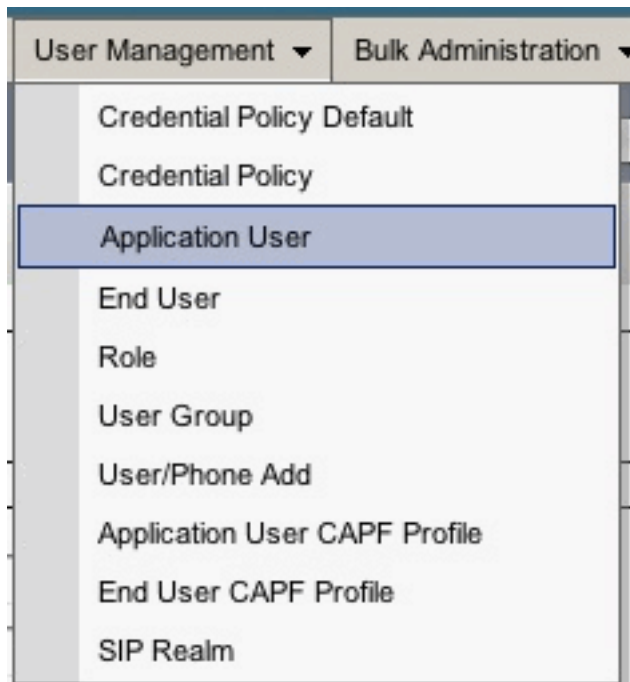 User Management Bulk Administration
Credential Policy Default
Credential Policy
Application User
End User
Role
User Group
User/Phone Add
Application User CAPF Profile
End User CAPF Profile
SIP Realm